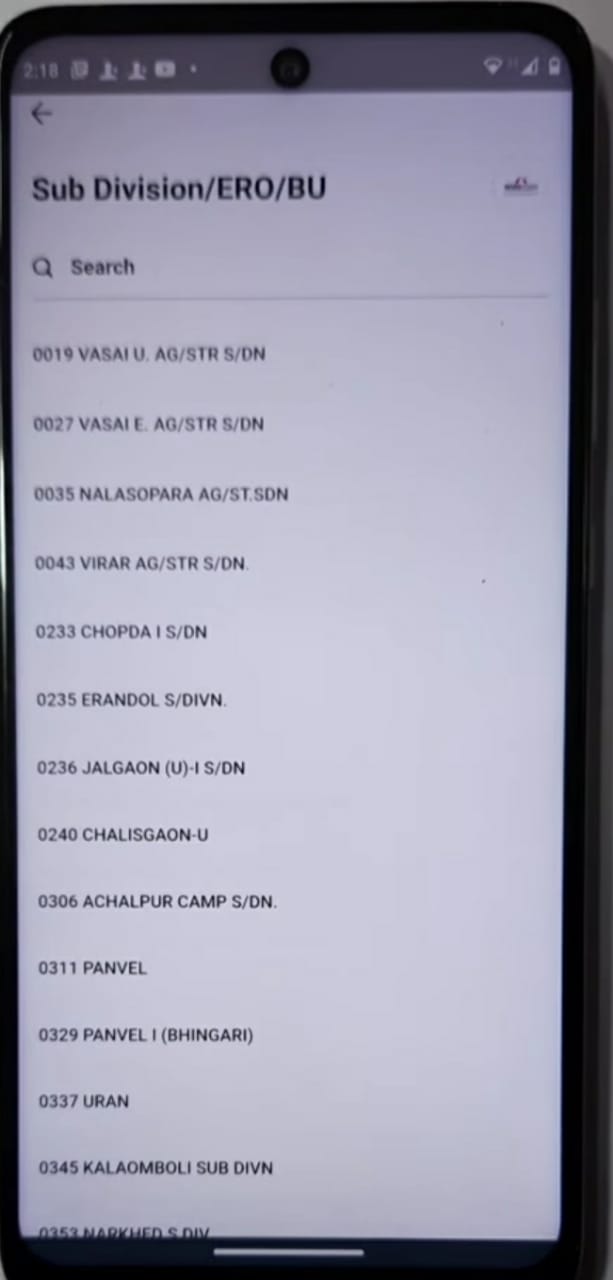 2:18
Sub Division/ERO/BU
Search
0019 VASAI U. AG/STR S/DN
0027 VASAI E. AG/STR S/DN
0035 NALASOPARA AG/ST.SDN
0043 VIRAR AG/STR S/DN.
0233 CHOPDA I S/DN
0235 ERANDOL S/DIVN.
0236 JALGAON (U)-I S/DN
0240 CHALISGAON-U
0306 ACHALPUR CAMP S/DN.
0311 PANVEL
0329 PANVEL I (BHINGARI)
0337 URAN
0345 KALAOMBOLI SUB DIVN
0353 NARKHED S.DIV